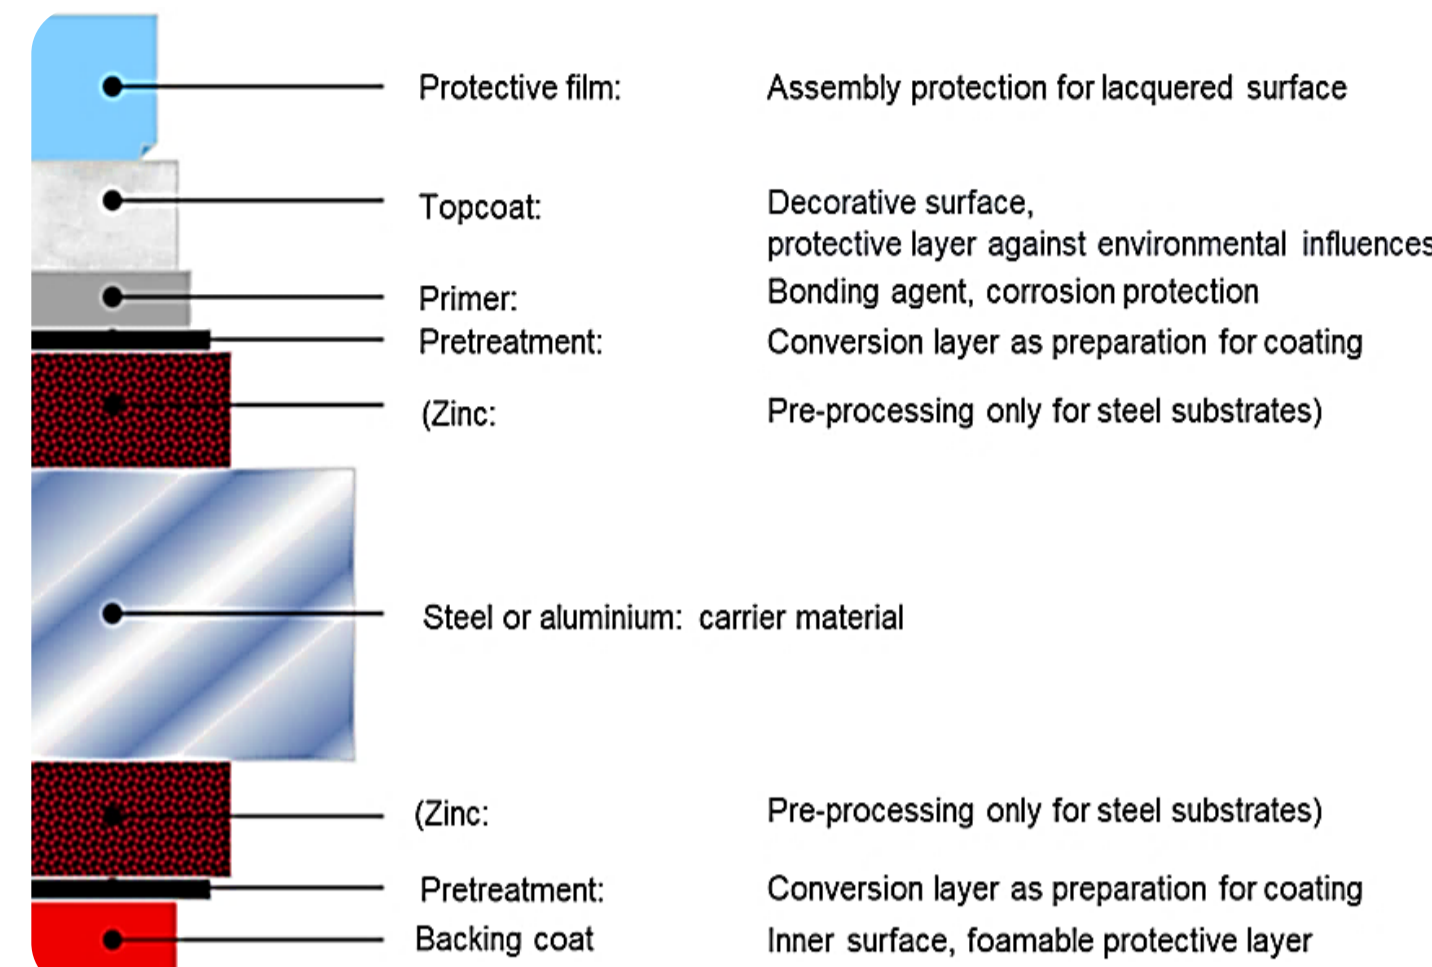 Protective film: Assembly protection for lacquered surface
Topcoat: Decorative surface,
protective layer against environmental influences
Primer: Bonding agent, corrosion protection
Pretreatment: Conversion layer as preparation for coating
(Zinc: Pre-processing only for steel substrates)
Steel or aluminium: carrier material
(Zinc: Pre-processing only for steel substrates)
Pretreatment: Conversion layer as preparation for coating
Backing coat Inner surface, foamable protective layer